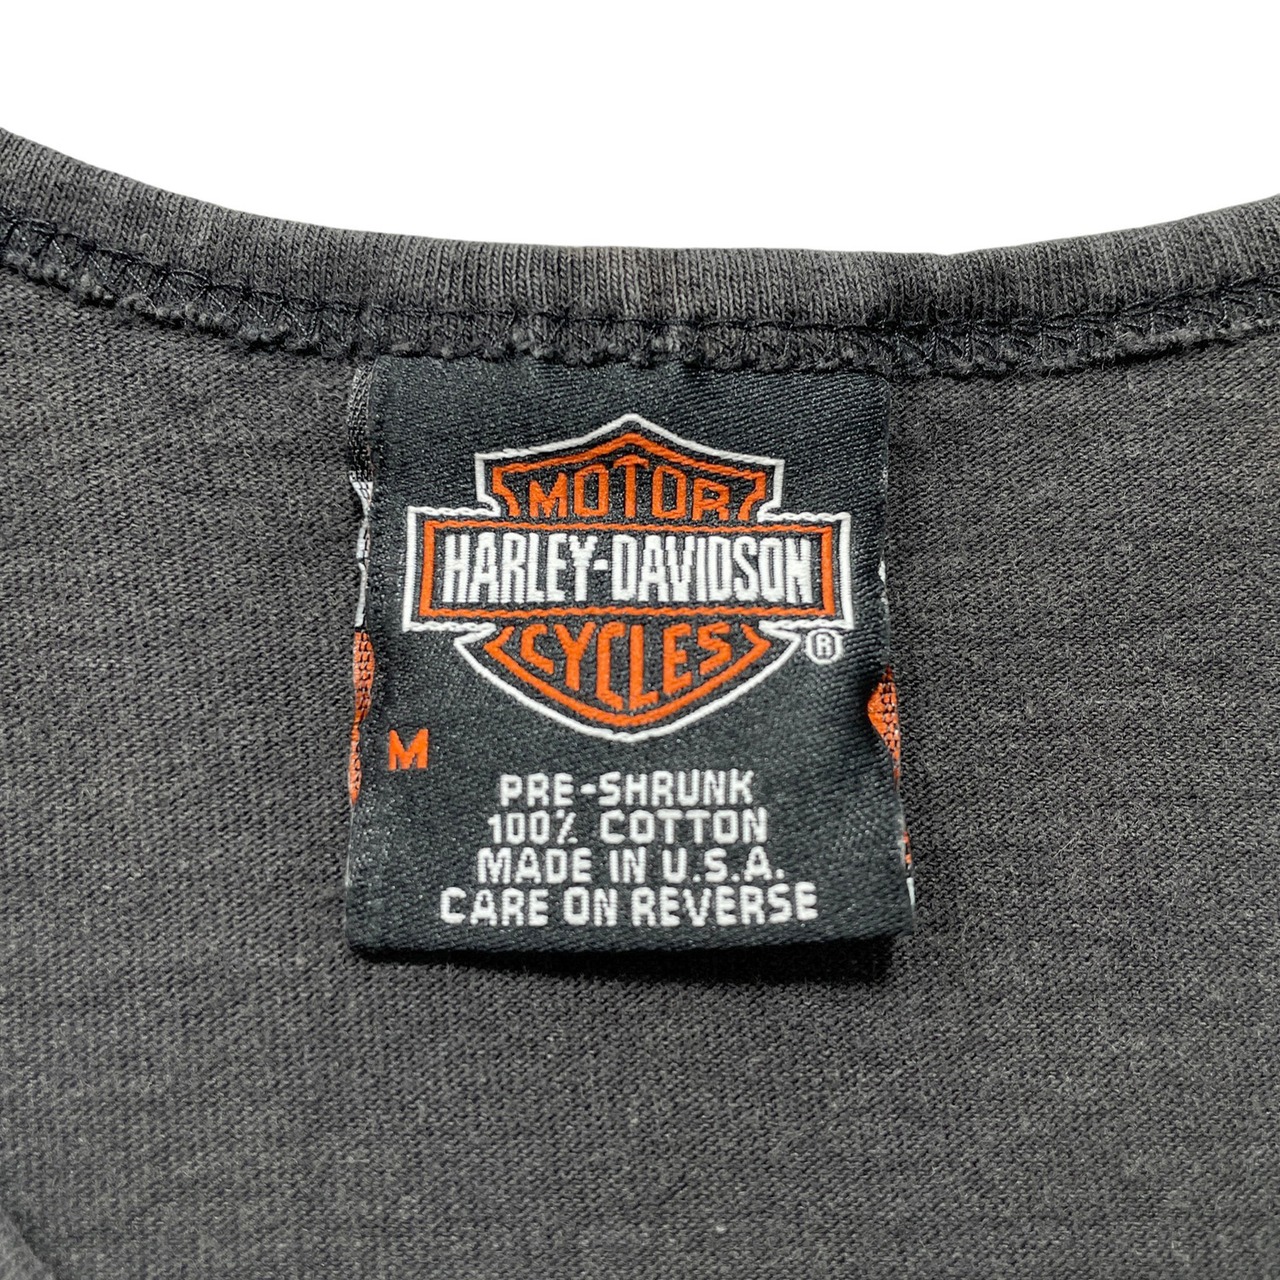 MOTOR
HARLEY-DAVIDSON
CYCLES
®
M
PRE-SHRUNK
100% COTTON
MADE IN U.S.A.
CARE ON REVERSE